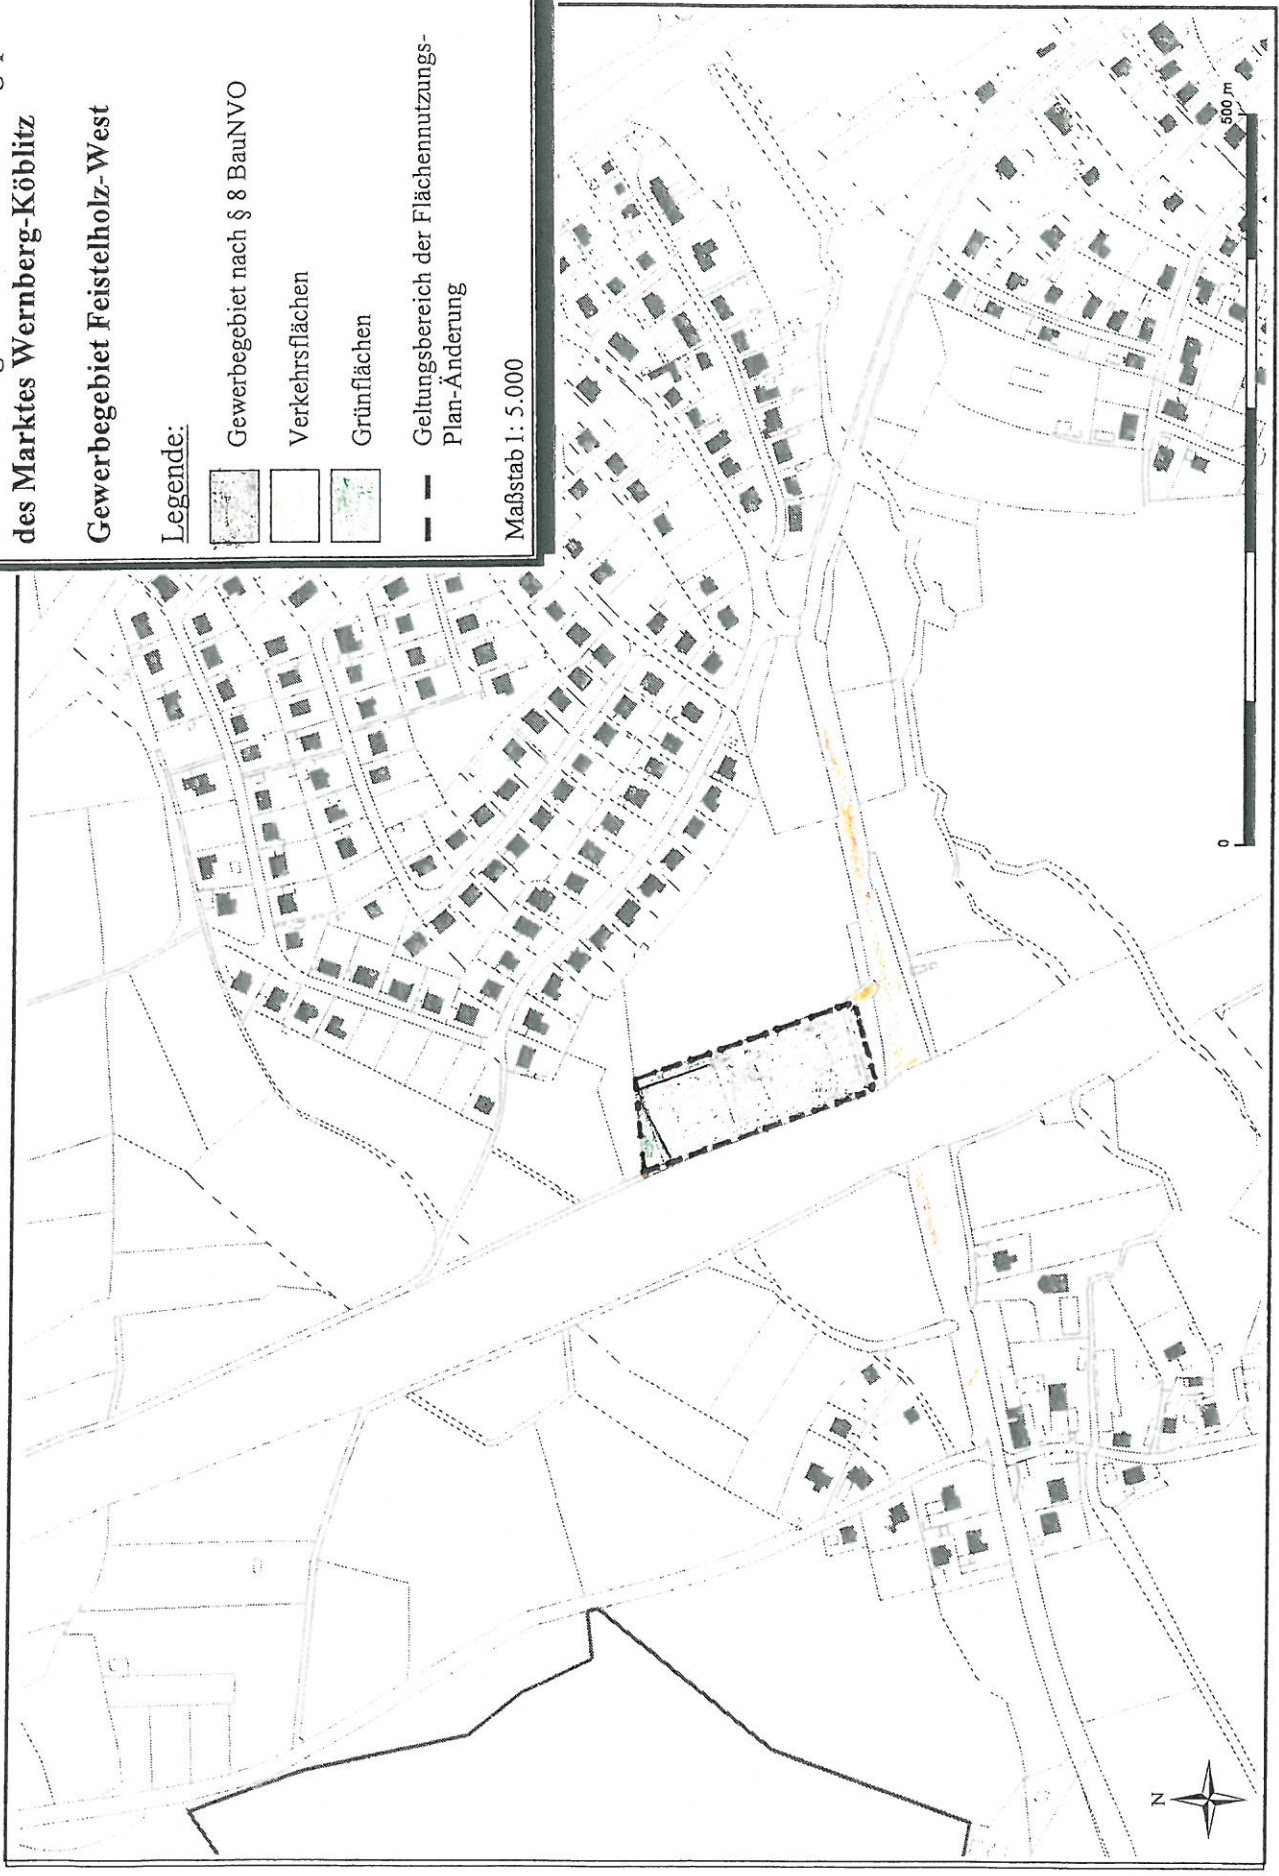 des Marktes Wernberg-Köblitz
Gewerbegebiet Feistelholz-West
Legende:
Gewerbegebiet nach § 8 BauNVO
Verkehrsflächen
Grünflächen
Geltungsbereich der Flächennutzungs-
Plan-Änderung
Maßstab 1: 5.000
0
500 m
N